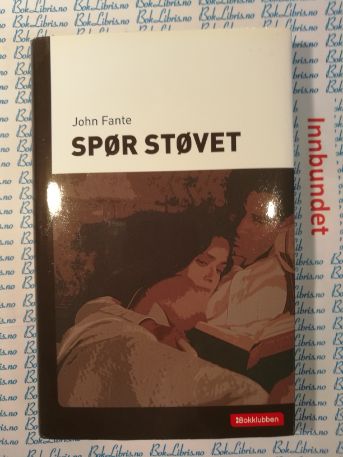 John Fante
SPØR STØVET
Bokklubben
Innbundet
BokLibris.no